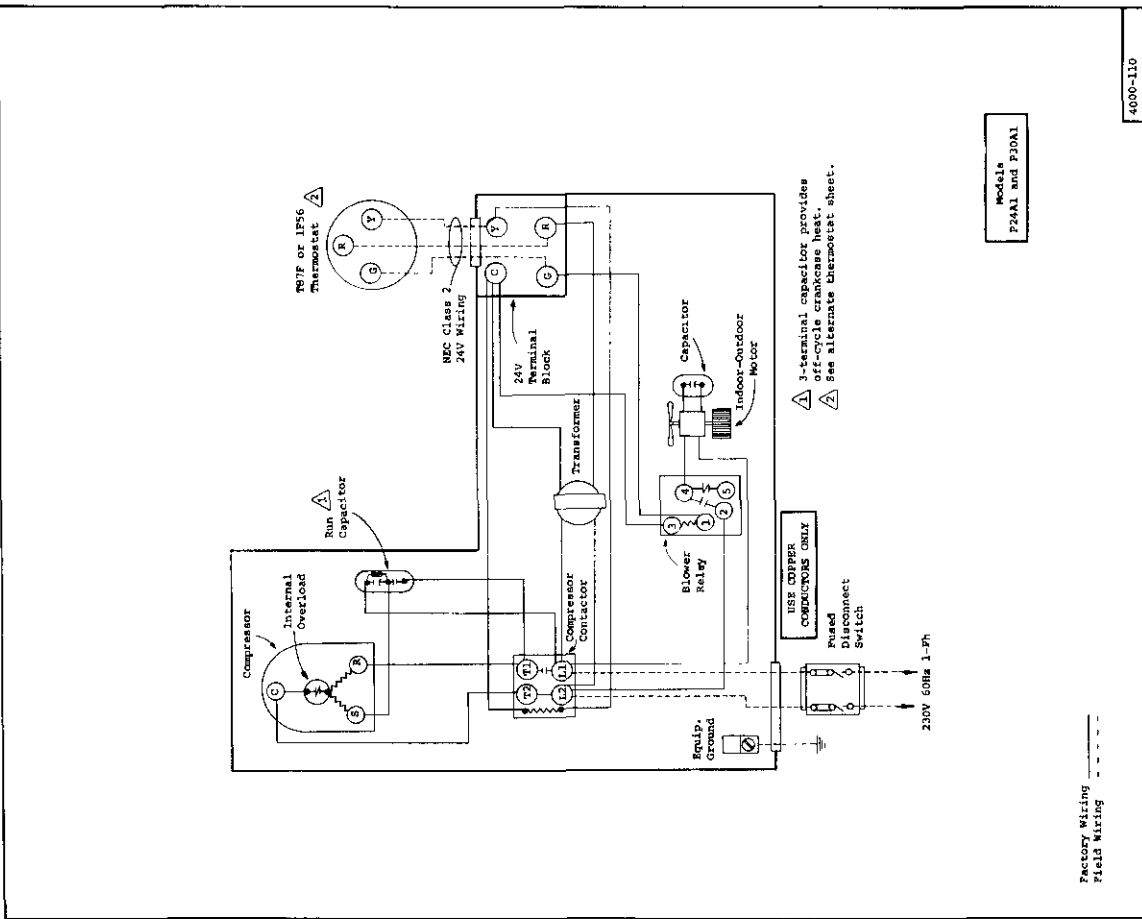 4000-110
Models
P24A1 and P30A1
T87F or 1F56
Thermostat 2
G
R
Y
NEC Class 2
24V Wiring
C
Y
G
R
24V
Terminal
Block
Capacitor
Indoor-Outdoor
Motor
1 3-terminal capacitor provides
off-cycle crankcase heat.
2 See alternate thermostat sheet.
Transformer
Run 1
Capacitor
Compressor
Internal
Overload
C
S
R
Compressor
Contactor
T1
T2
L1
L2
Blower
Relay
3
1
4
5
2
USE COPPER
CONDUCTORS ONLY
Fused
Disconnect
Switch
Equip.
Ground
230V 60Hz 1-Ph
Factory Wiring
Field Wiring